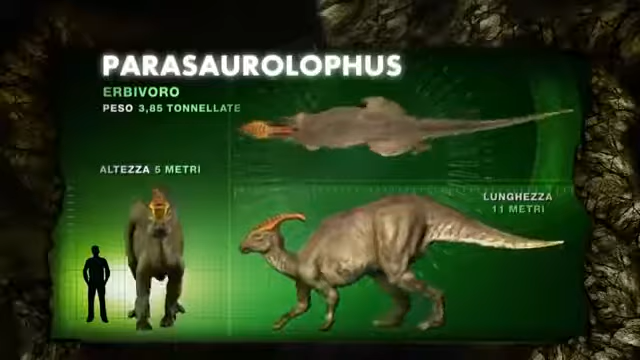 PARASAUROLOPHUS
ERBIVORO
PESO 3,85 TONNELLATE
ALTEZZA 5 METRI
LUNGHEZZA
11 METRI